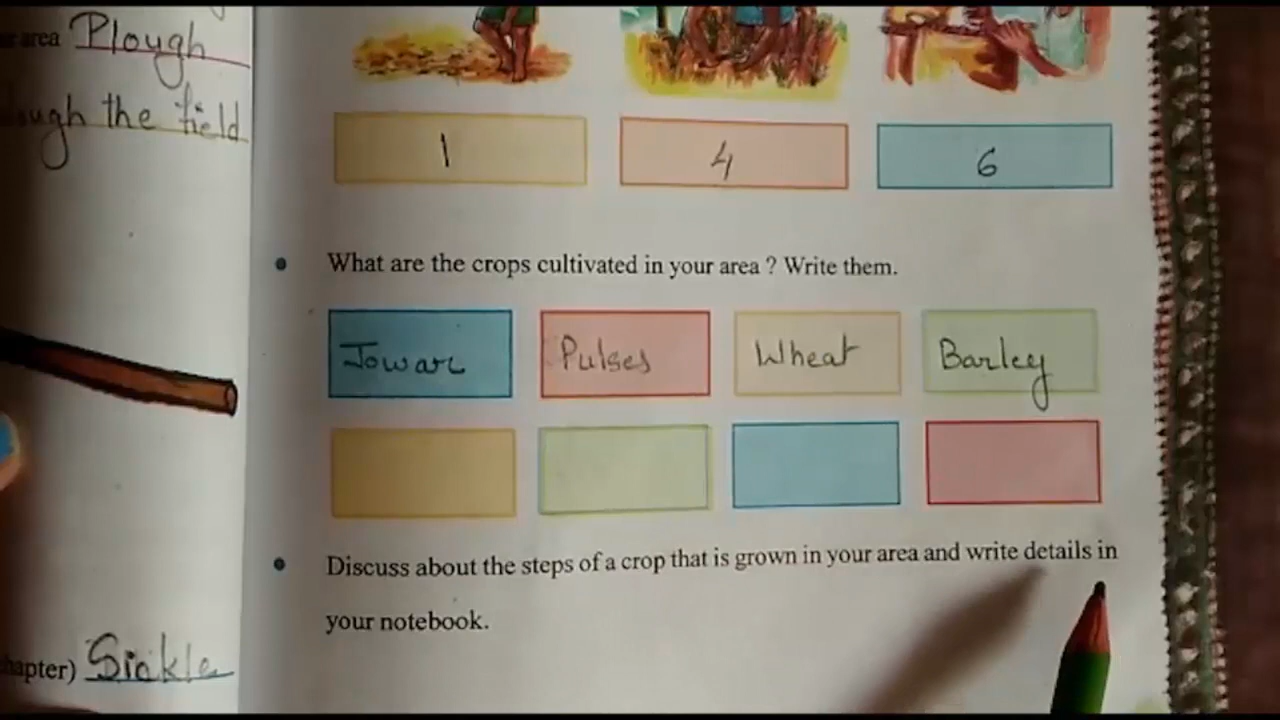 area Plough
ough the field
1 4 6
What are the crops cultivated in your area ? Write them.
Jowar Pulses Wheat Barley
Discuss about the steps of a crop that is grown in your area and write details in
your notebook.
hapter) Sickle